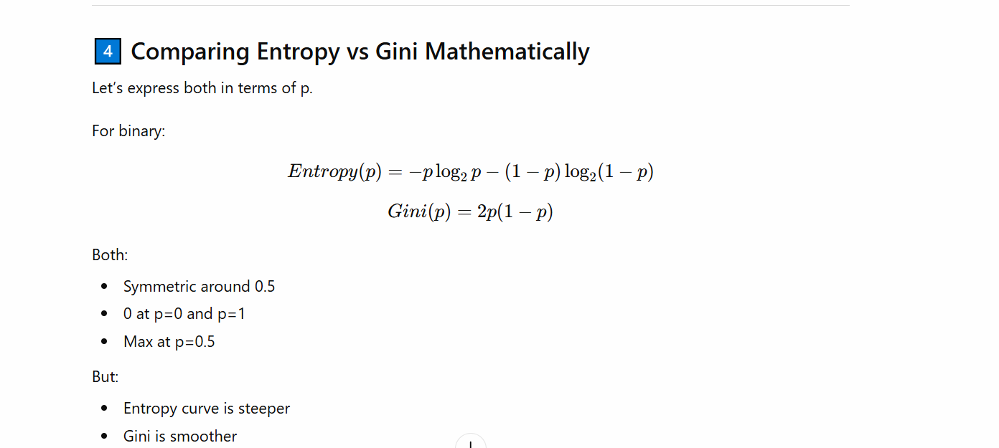 4 Comparing Entropy vs Gini Mathematically
Let’s express both in terms of p.
For binary:
Entropy(p) = −p log₂ p − (1 − p) log₂(1 − p)
Gini(p) = 2p(1 − p)
Both:
• Symmetric around 0.5
• 0 at p=0 and p=1
• Max at p=0.5
But:
• Entropy curve is steeper
• Gini is smoother